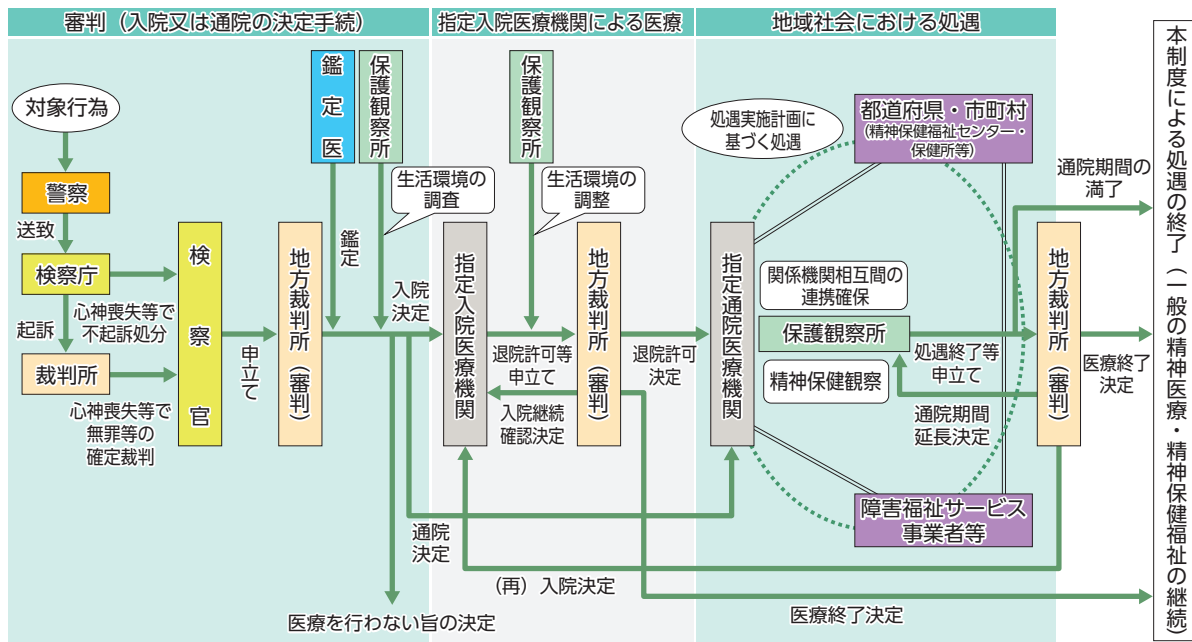 審判（入院又は通院の決定手続）
指定入院医療機関による医療
地域社会における処遇
対象行為
警察
送致
検察庁
起訴
心神喪失等で
不起訴処分
裁判所
心神喪失等で
無罪等の
確定裁判
検察官
申立て
地方裁判所（審判）
鑑定医
保護観察所
鑑定
生活環境の
調査
入院
決定
通院
決定
医療を行わない旨の決定
指定入院医療機関
保護観察所
生活環境の
調整
退院許可等
申立て
入院継続
確認決定
地方裁判所（審判）
退院許可
決定
（再）入院決定
医療終了決定
指定通院医療機関
処遇実施計画に
基づく処遇
都道府県・市町村
（精神保健福祉センター・
保健所等）
関係機関相互間の
連携確保
保護観察所
精神保健観察
処遇終了等
申立て
通院期間
延長決定
障害福祉サービス
事業者等
地方裁判所（審判）
通院期間の
満了
医療終了
決定
本制度による処遇の終了（一般の精神医療・精神保健福祉の継続）